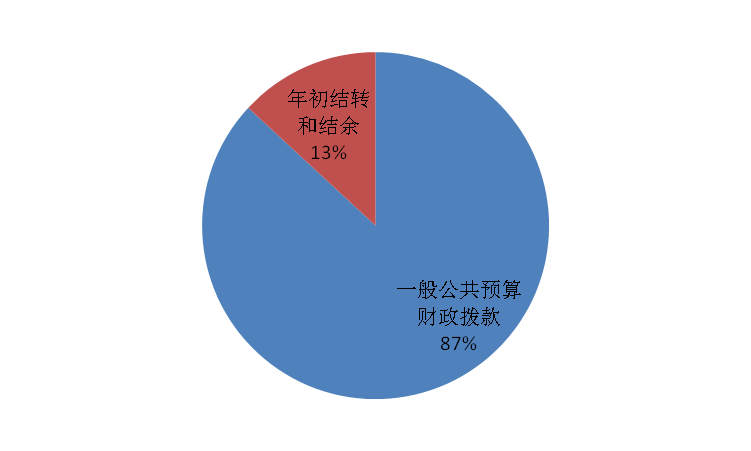 年初结转
和结余
13%
一般公共预算
财政拨款
87%